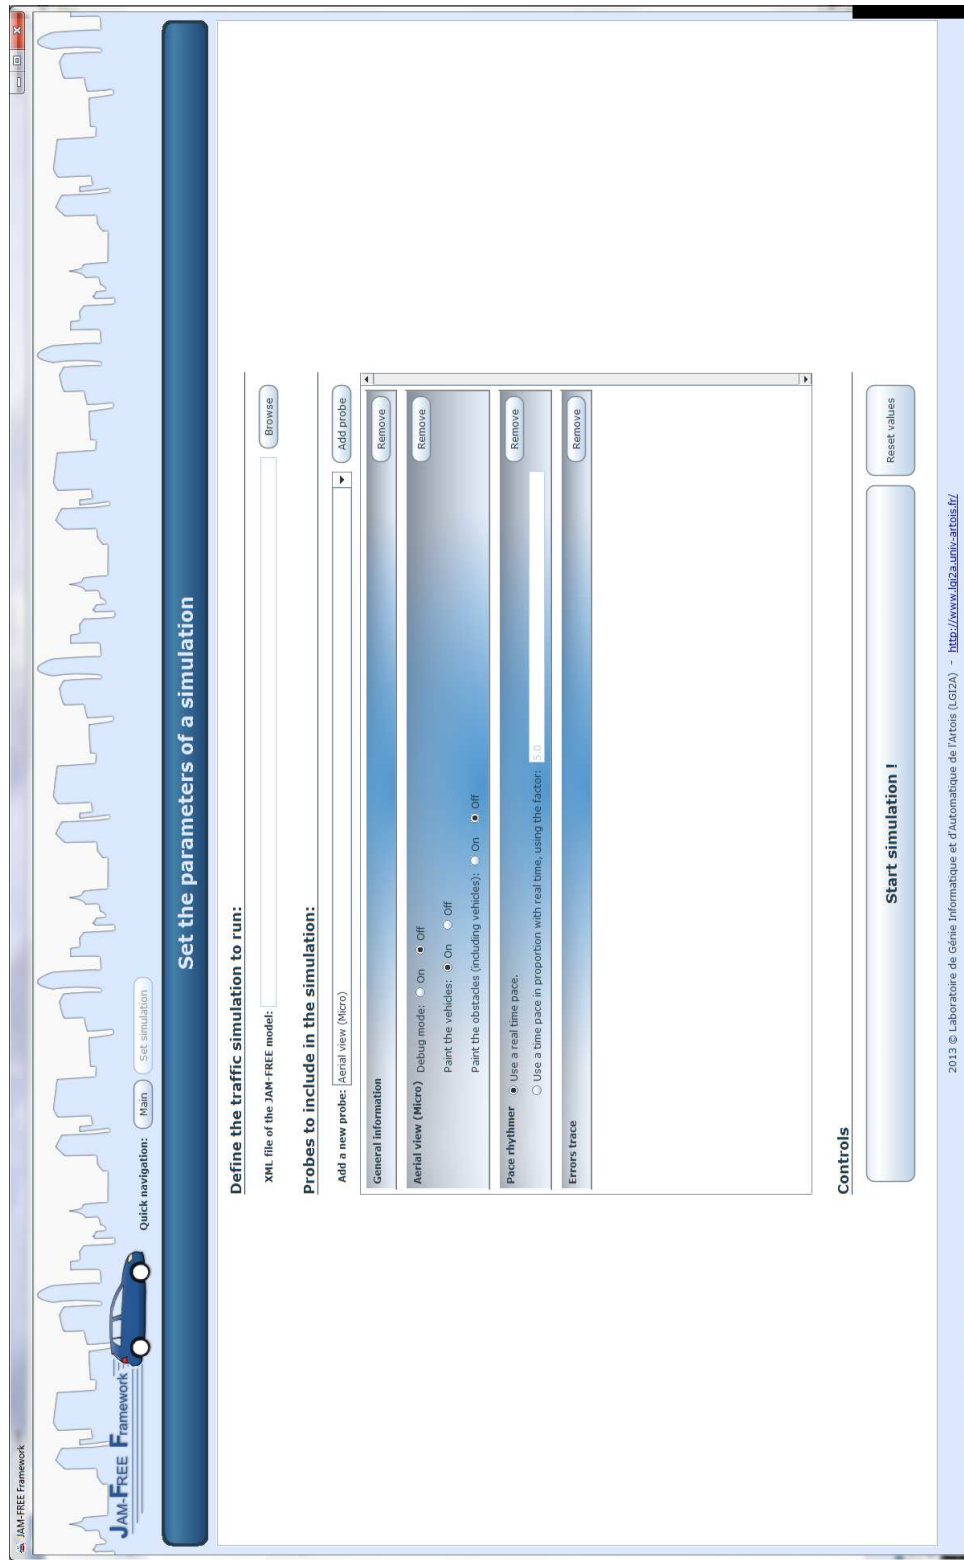 JAM-FREE Framework
JAM-FREE FRAMEWORK
Quick navigation: Main Set simulation
Set the parameters of a simulation
Define the traffic simulation to run:
XML file of the JAM-FREE model: Browse
Probes to include in the simulation:
Add a new probe: Aerial view (Micro) Add probe
General information Remove
Aerial view (Micro) Debug mode: On Off Remove
Paint the vehicles: On Off
Paint the obstacles (including vehicles): On Off
Pace rhythmer Use a real time pace. Remove
Use a time pace in proportion with real time, using the factor: 5.0
Errors trace Remove
Controls
Start simulation ! Reset values
2013 © Laboratoire de Génie Informatique et d'Automatique de l'Artois (LGI2A) - http://www.lgi2a.univ-artois.fr/